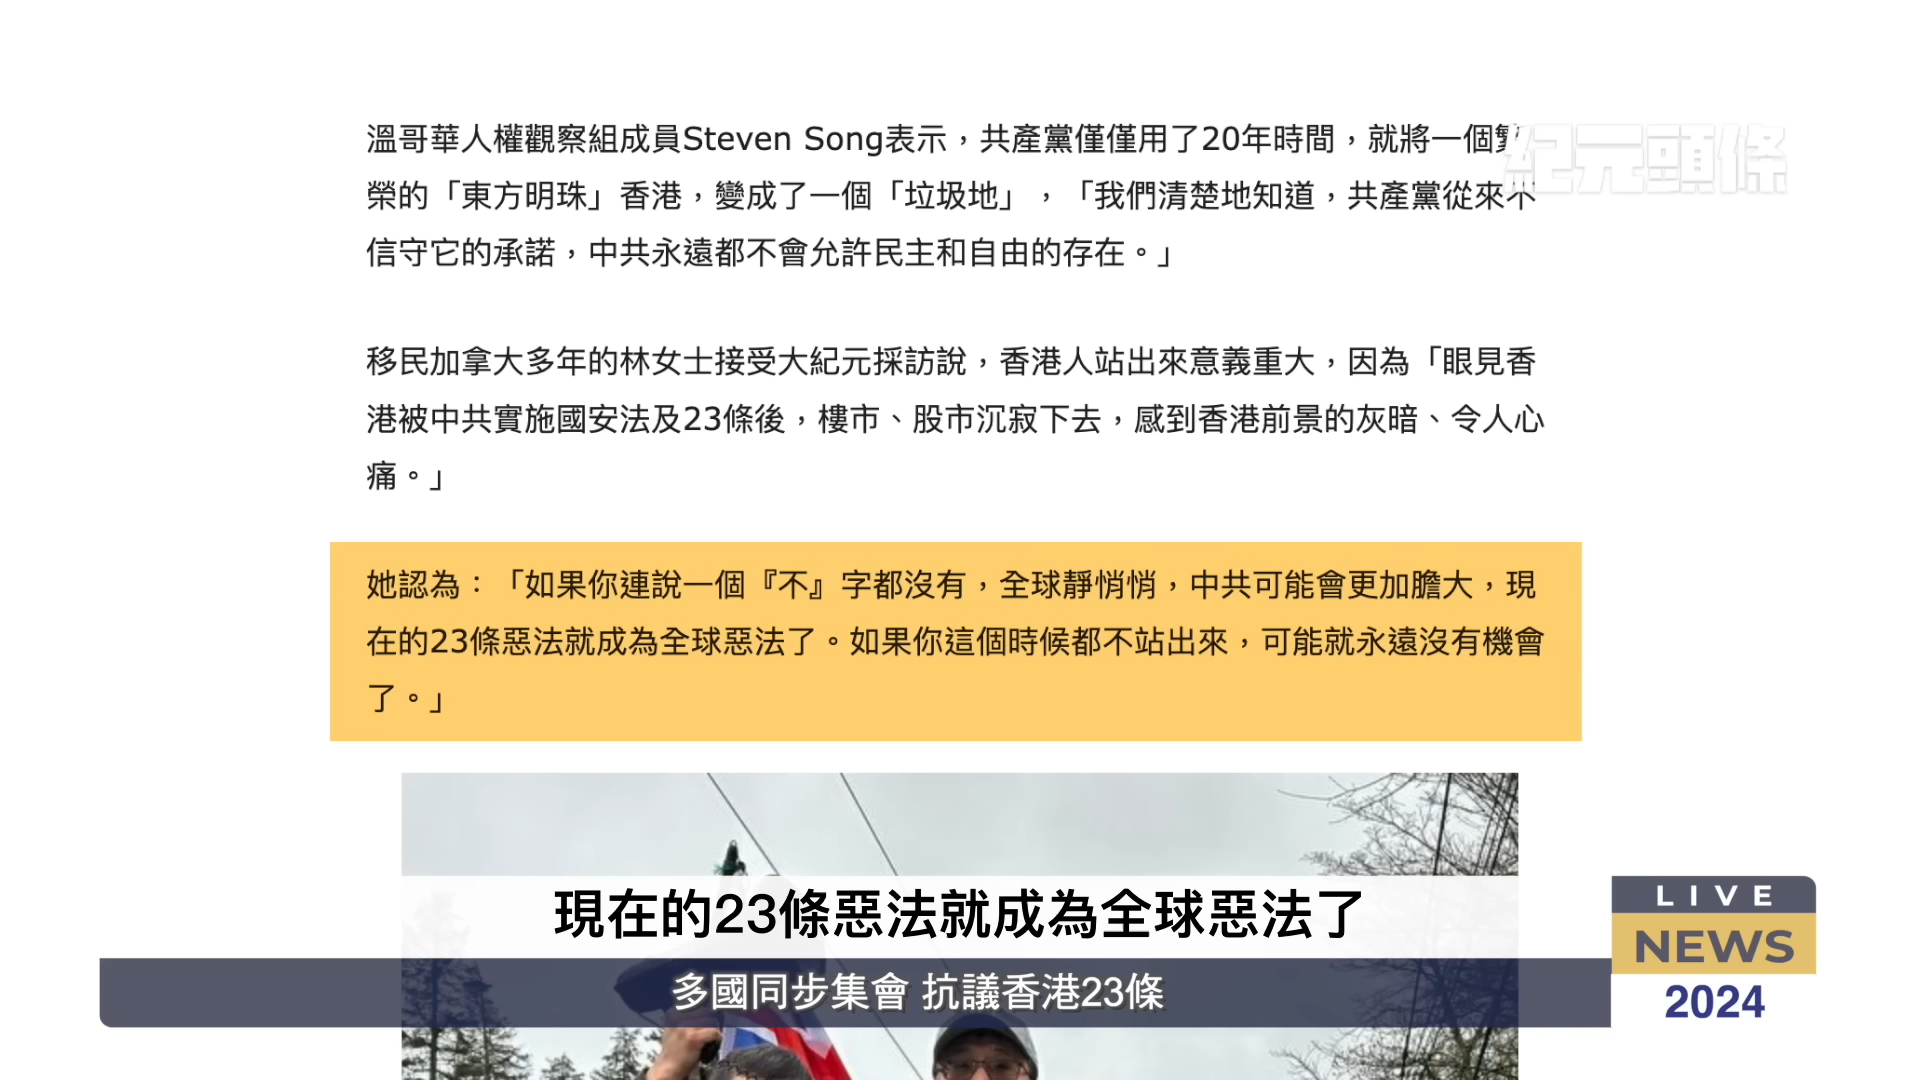 溫哥華人權觀察組成員Steven Song表示，共產黨僅僅用了20年時間，就將一個繁
榮的「東方明珠」香港，變成了一個「垃圾地」，「我們清楚地知道，共產黨從來不
信守它的承諾，中共永遠都不會允許民主和自由的存在。」
紀元頭條
移民加拿大多年的林女士接受大紀元採訪說，香港人站出來意義重大，因為「眼見香
港被中共實施國安法及23條後，樓市、股市沉寂下去，感到香港前景的灰暗、令人心
痛。」
她認為：「如果你連說一個『不』字都沒有，全球靜悄悄，中共可能會更加膽大，現
在的23條惡法就成為全球惡法了。如果你這個時候都不站出來，可能就永遠沒有機會
了。」
現在的23條惡法就成為全球惡法了
多國同步集會 抗議香港23條
LIVE
NEWS
2024